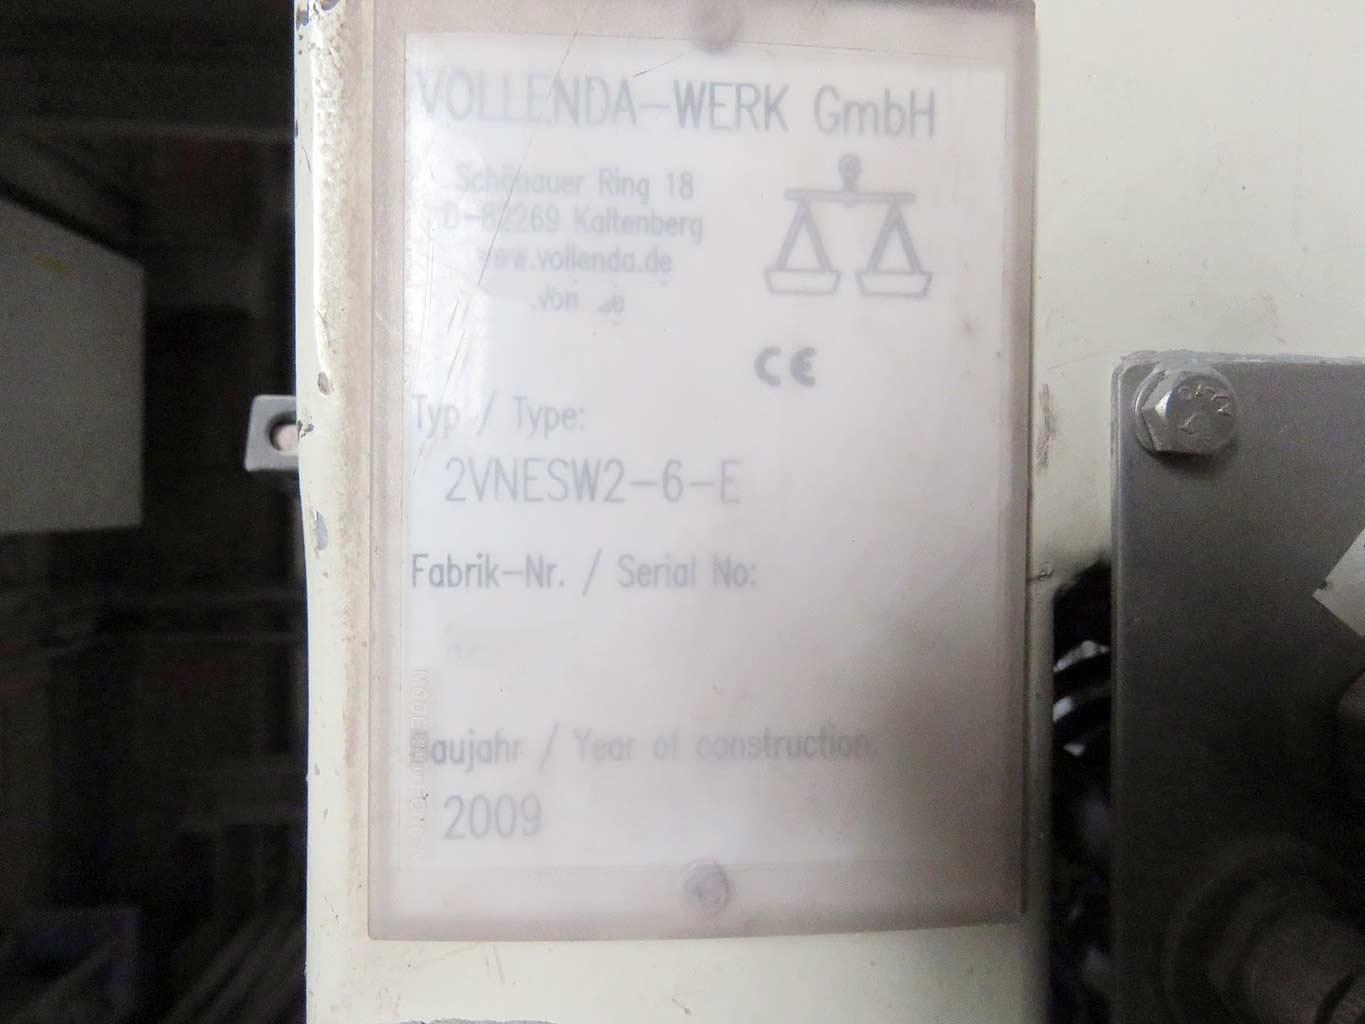 VOLLENDA-WERK GmbH
Schönauer Ring 18
D-82269 Kaltenberg
www.vollenda.de
CE
Typ / Type:
2VNESW2-6-E
Fabrik-Nr. / Serial No:
Baujahr / Year of construction:
2009